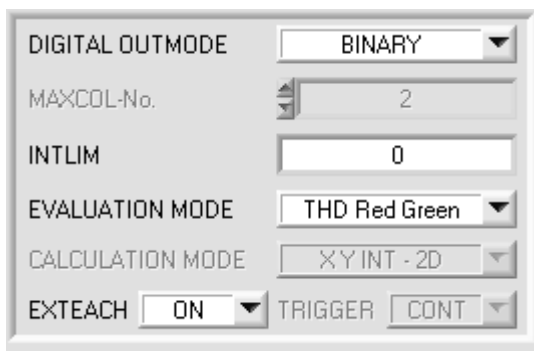 DIGITAL OUTMODE BINARY
MAXCOL-No. 2
INTLIM 0
EVALUATION MODE THD Red Green
CALCULATION MODE X Y INT - 2D
EXTEACH ON TRIGGER CONT